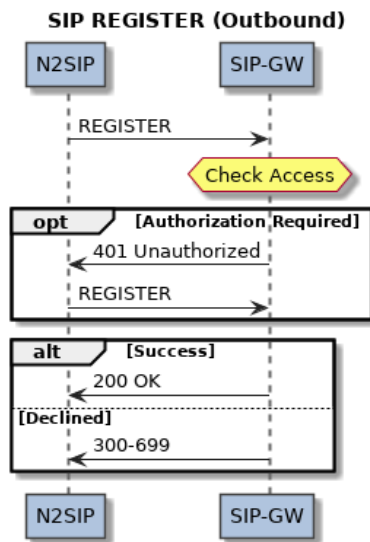 SIP REGISTER (Outbound)
N2SIP SIP-GW
REGISTER
Check Access
opt [Authorization Required]
401 Unauthorized
REGISTER
alt [Success]
200 OK
[Declined]
300-699
N2SIP SIP-GW